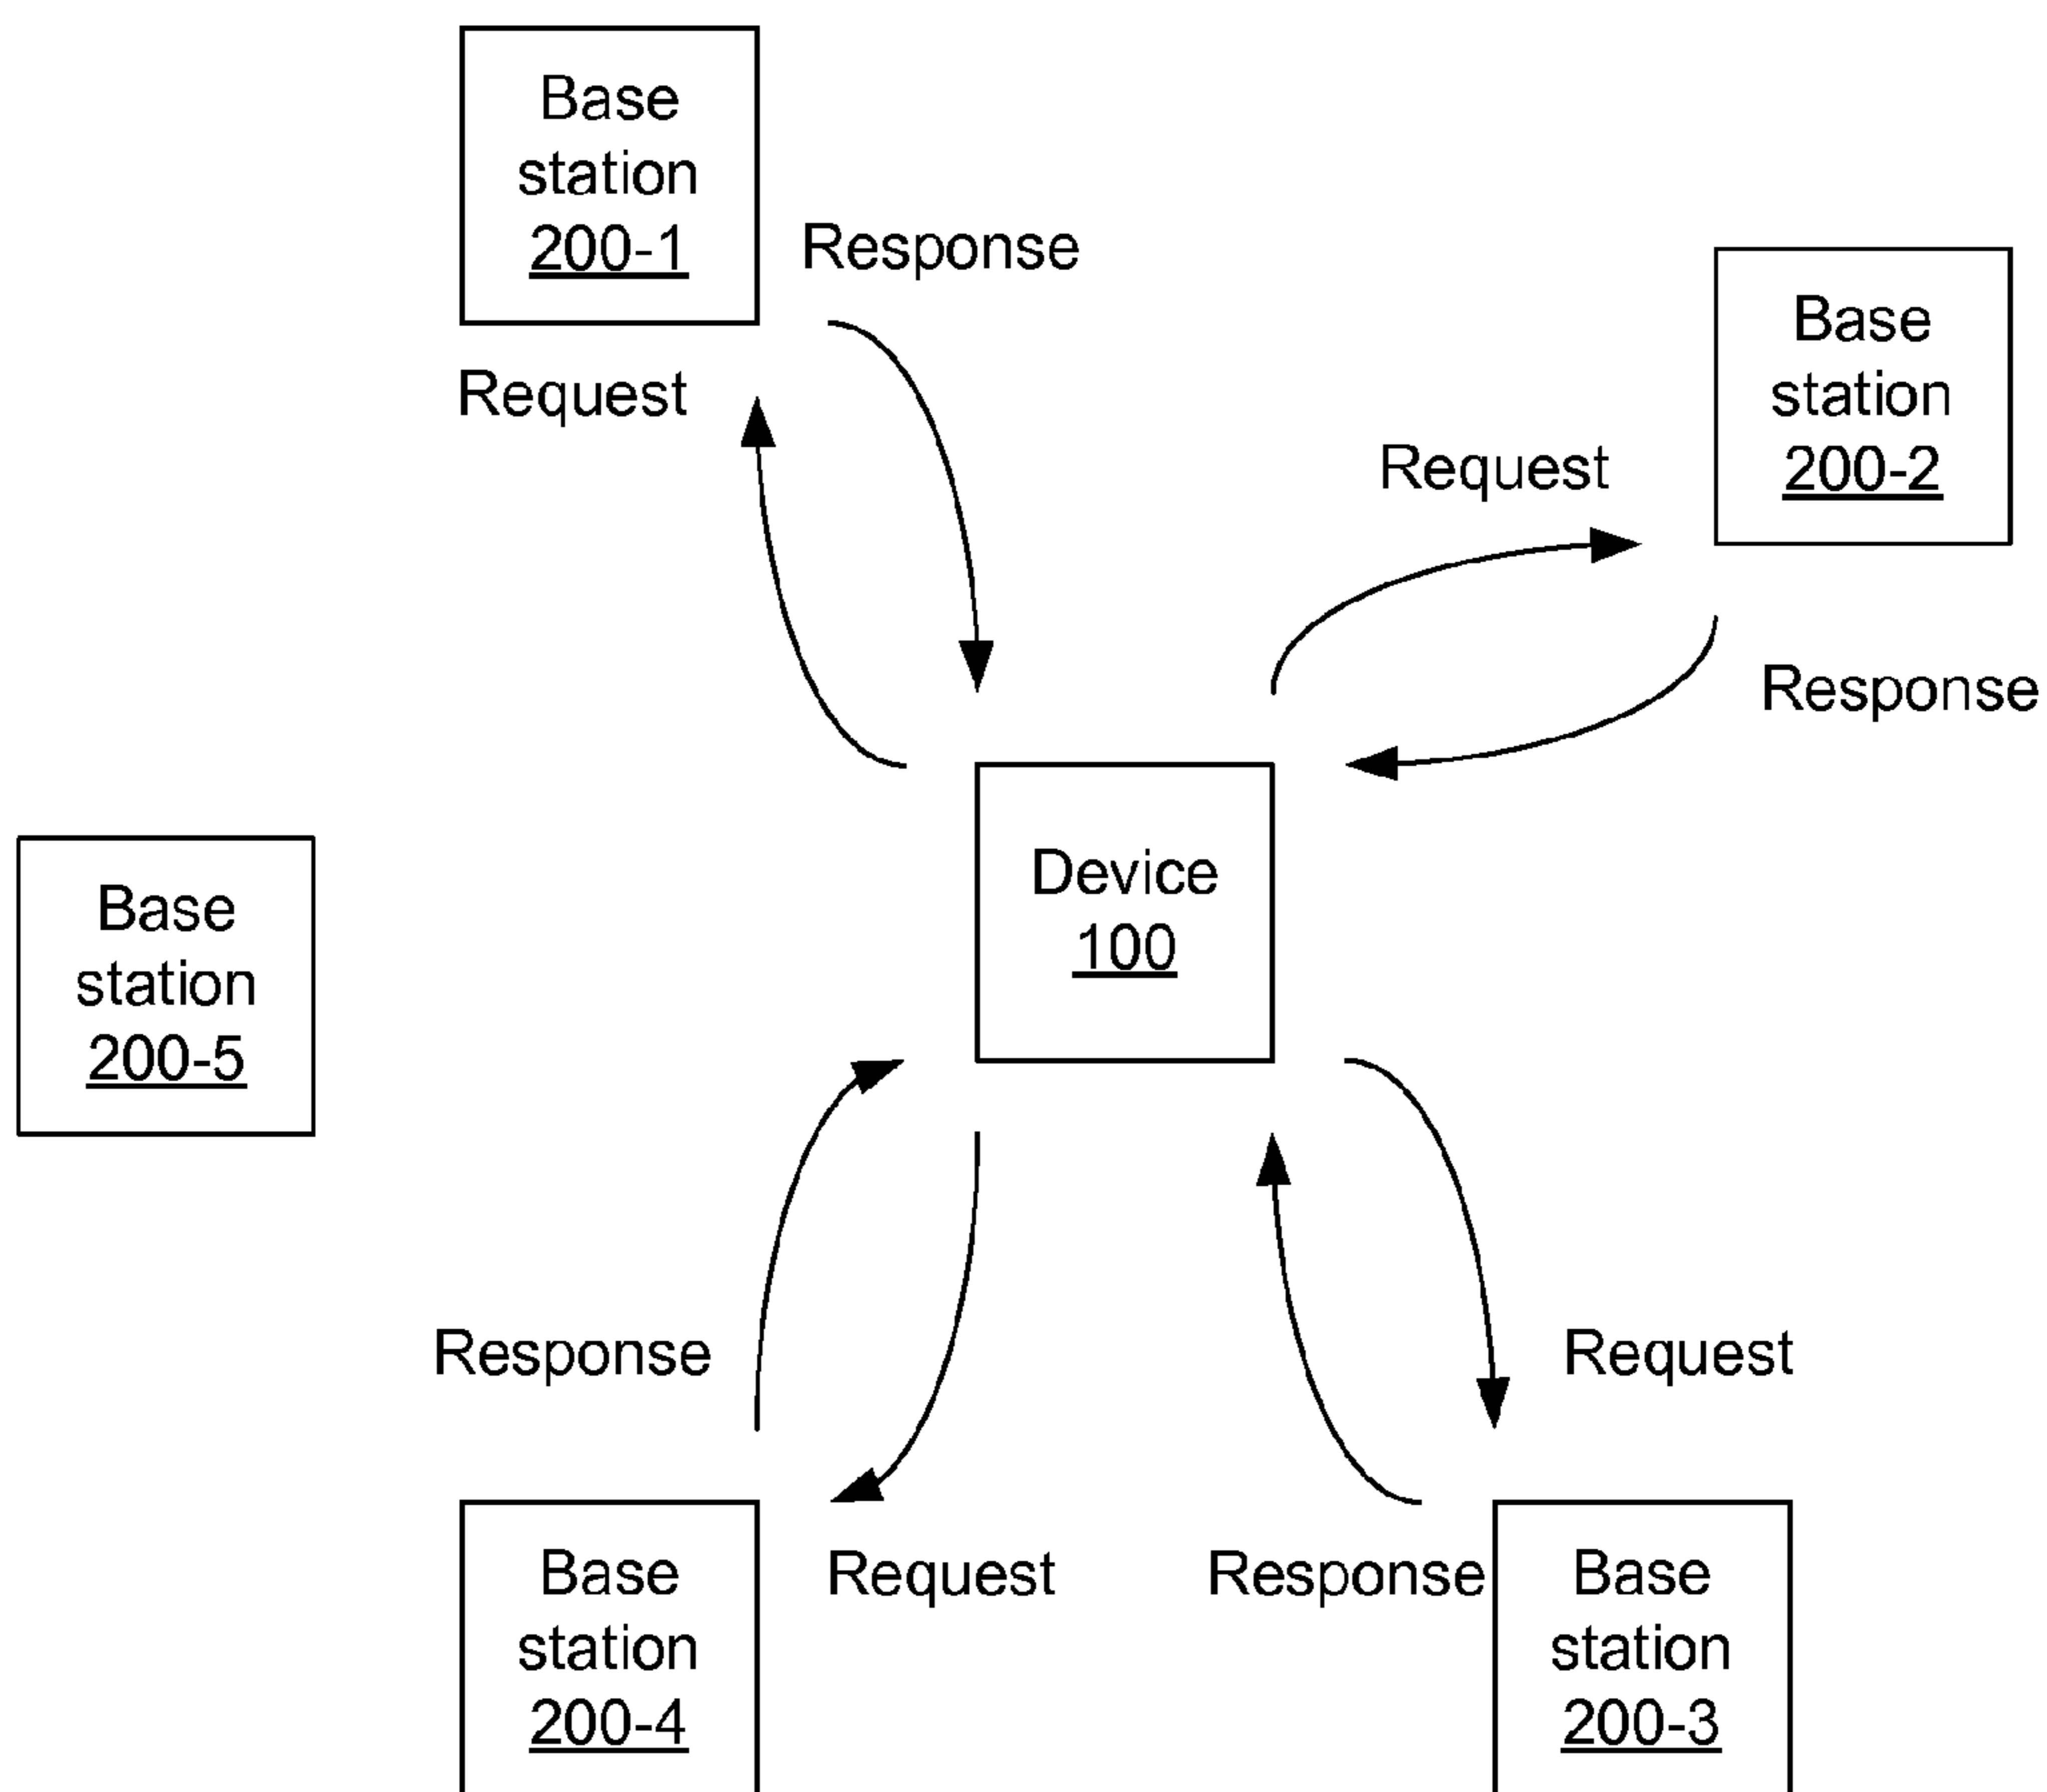 Base
station
200-1
Response
Request
Base
station
200-2
Request
Response
Device
100
Base
station
200-5
Response
Request
Request
Response
Base
station
200-4
Base
station
200-3